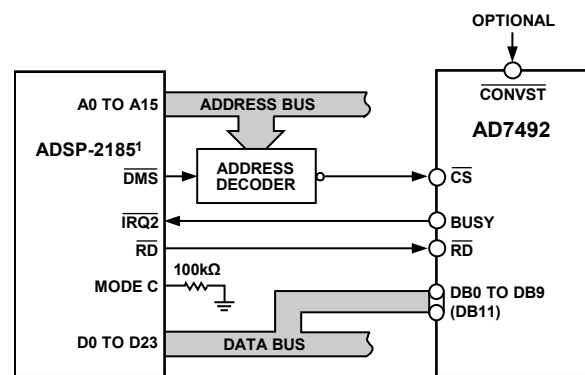 OPTIONAL
CONVST
A0 TO A15
ADDRESS BUS
AD7492
ADSP-2185¹
ADDRESS
DECODER
DMS
CS
IRQ2
BUSY
RD
RD
100kΩ
MODE C
DB0 TO DB9
(DB11)
D0 TO D23
DATA BUS